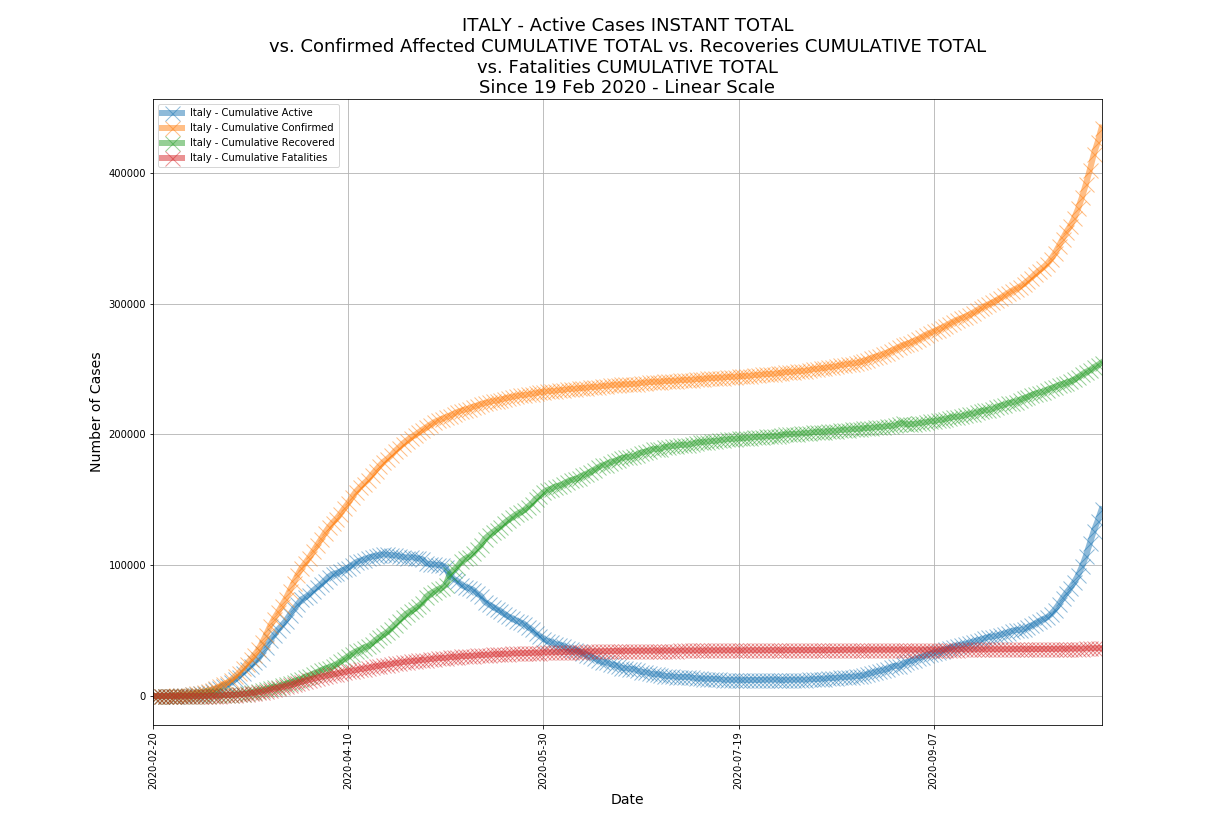 ITALY - Active Cases INSTANT TOTAL
vs. Confirmed Affected CUMULATIVE TOTAL vs. Recoveries CUMULATIVE TOTAL
vs. Fatalities CUMULATIVE TOTAL
Since 19 Feb 2020 - Linear Scale
Italy - Cumulative Active
Italy - Cumulative Confirmed
Italy - Cumulative Recovered
Italy - Cumulative Fatalities
Number of Cases
400000
300000
200000
100000
0
2020-02-20
2020-04-10
2020-05-30
2020-07-19
2020-09-07
Date